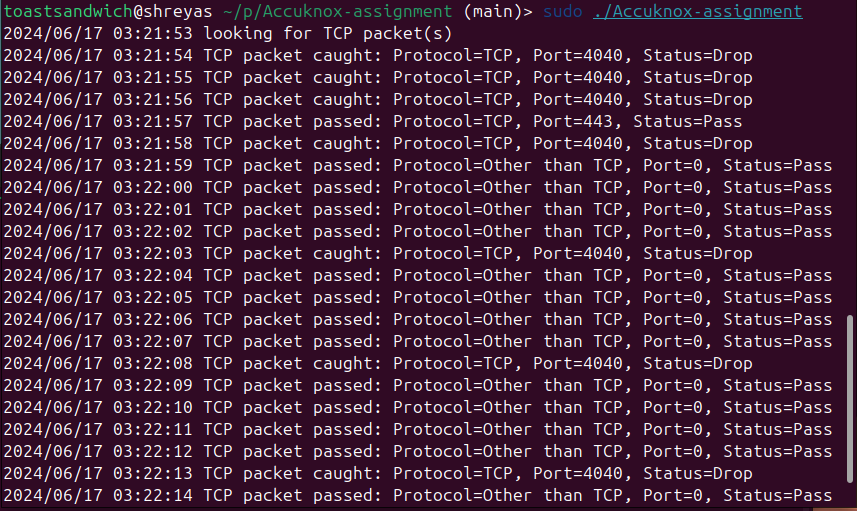 toastsandwich@shreyas ~/p/Accuknox-assignment (main)> sudo ./Accuknox-assignment
2024/06/17 03:21:53 looking for TCP packet(s)
2024/06/17 03:21:54 TCP packet caught: Protocol=TCP, Port=4040, Status=Drop
2024/06/17 03:21:55 TCP packet caught: Protocol=TCP, Port=4040, Status=Drop
2024/06/17 03:21:56 TCP packet caught: Protocol=TCP, Port=4040, Status=Drop
2024/06/17 03:21:57 TCP packet passed: Protocol=TCP, Port=443, Status=Pass
2024/06/17 03:21:58 TCP packet caught: Protocol=TCP, Port=4040, Status=Drop
2024/06/17 03:21:59 TCP packet passed: Protocol=Other than TCP, Port=0, Status=Pass
2024/06/17 03:22:00 TCP packet passed: Protocol=Other than TCP, Port=0, Status=Pass
2024/06/17 03:22:01 TCP packet passed: Protocol=Other than TCP, Port=0, Status=Pass
2024/06/17 03:22:02 TCP packet passed: Protocol=Other than TCP, Port=0, Status=Pass
2024/06/17 03:22:03 TCP packet caught: Protocol=TCP, Port=4040, Status=Drop
2024/06/17 03:22:04 TCP packet passed: Protocol=Other than TCP, Port=0, Status=Pass
2024/06/17 03:22:05 TCP packet passed: Protocol=Other than TCP, Port=0, Status=Pass
2024/06/17 03:22:06 TCP packet passed: Protocol=Other than TCP, Port=0, Status=Pass
2024/06/17 03:22:07 TCP packet passed: Protocol=Other than TCP, Port=0, Status=Pass
2024/06/17 03:22:08 TCP packet caught: Protocol=TCP, Port=4040, Status=Drop
2024/06/17 03:22:09 TCP packet passed: Protocol=Other than TCP, Port=0, Status=Pass
2024/06/17 03:22:10 TCP packet passed: Protocol=Other than TCP, Port=0, Status=Pass
2024/06/17 03:22:11 TCP packet passed: Protocol=Other than TCP, Port=0, Status=Pass
2024/06/17 03:22:12 TCP packet passed: Protocol=Other than TCP, Port=0, Status=Pass
2024/06/17 03:22:13 TCP packet caught: Protocol=TCP, Port=4040, Status=Drop
2024/06/17 03:22:14 TCP packet passed: Protocol=Other than TCP, Port=0, Status=Pass